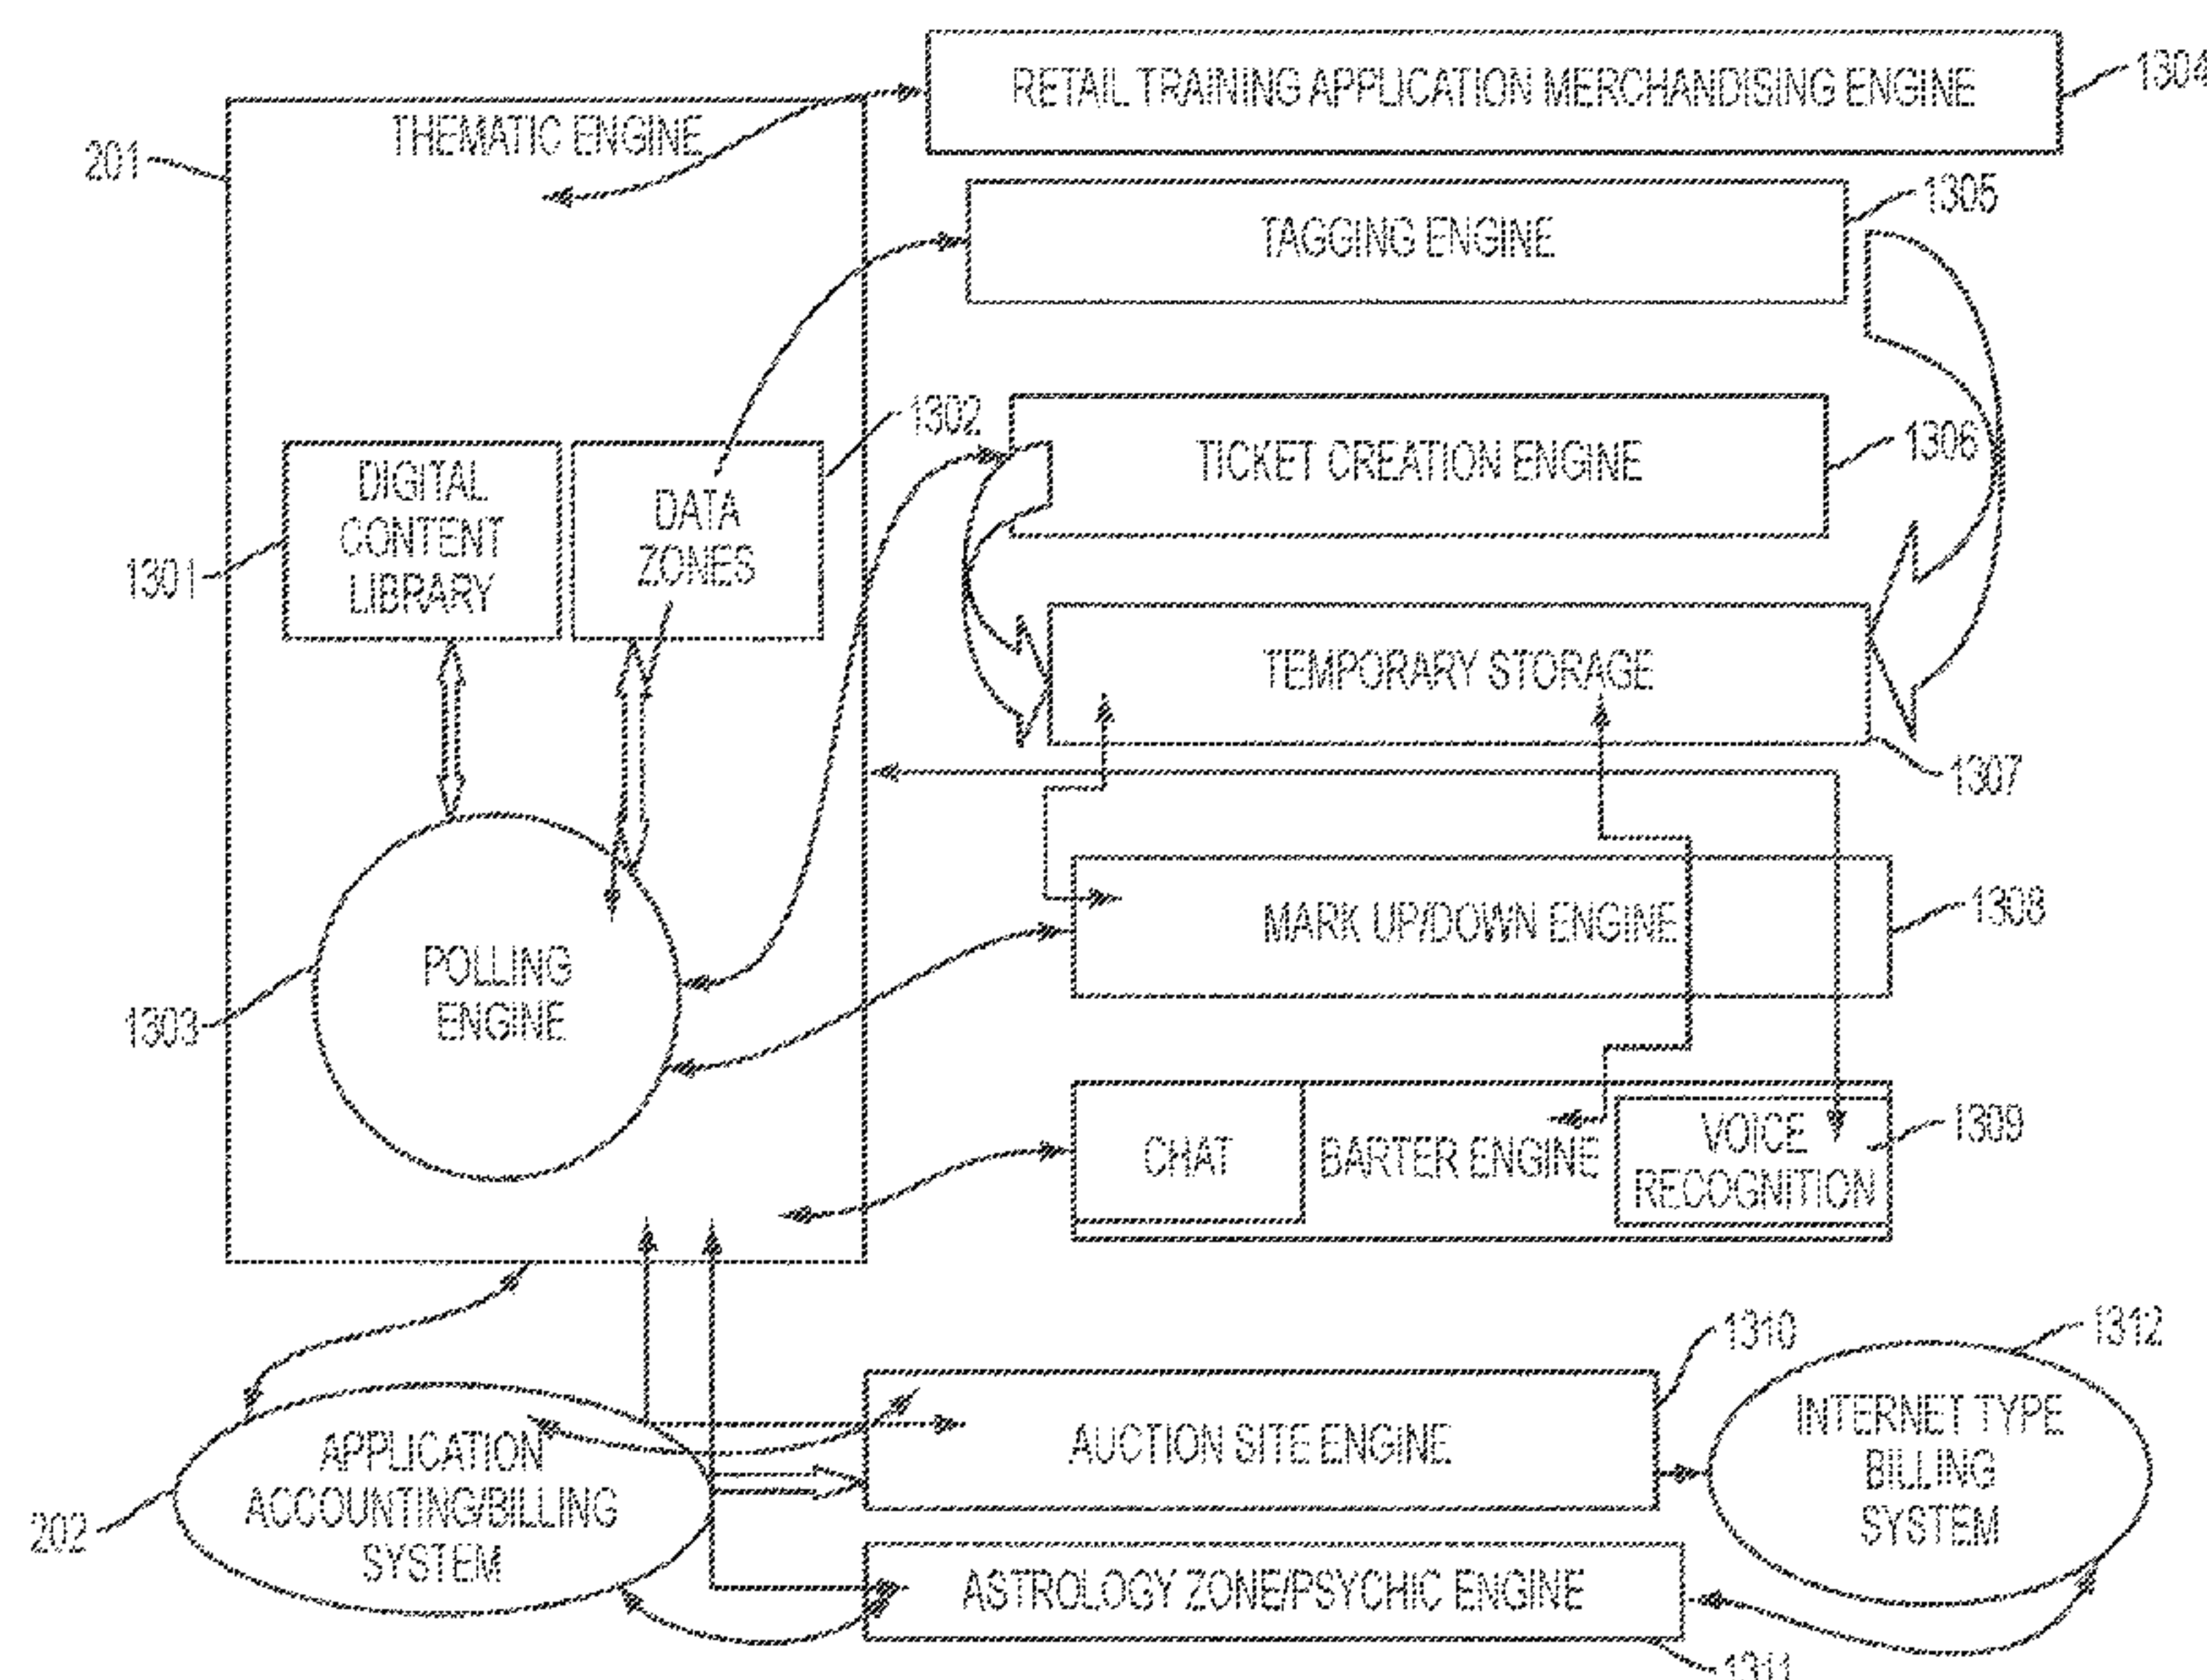 RETAIL TRAINING APPLICATION MERCHANDISING ENGINE
1304
THEMATIC ENGINE
201
TAGGING ENGINE
1305
1302
TICKET CREATION ENGINE
1306
DIGITAL
CONTENT
LIBRARY
DATA
ZONES
1301
TEMPORARY STORAGE
1307
MARK UP/DOWN ENGINE
1308
POLLING
ENGINE
1303
CHAT
BARTER ENGINE
VOICE
RECOGNITION
1309
1310
1312
AUCTION SITE ENGINE
INTERNET TYPE
BILLING
SYSTEM
APPLICATION
ACCOUNTING/BILLING
SYSTEM
202
ASTROLOGY ZONE/PSYCHIC ENGINE
1311